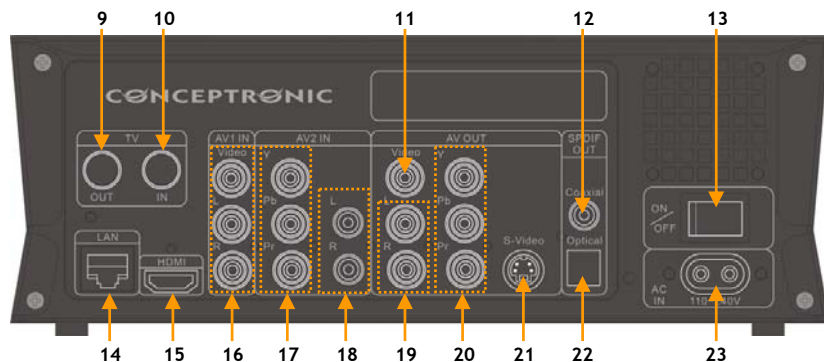 9 10 11 12 13
CONCEPTRONIC
TV AV1 IN AV2 IN AV OUT SPDIF OUT
Video Y Video Y
OUT IN L Pb L L Pb Coaxial
ON/OFF
LAN HDMI R Pr R R Pr S-Video Optical
AC IN
14 15 16 17 18 19 20 21 22 23